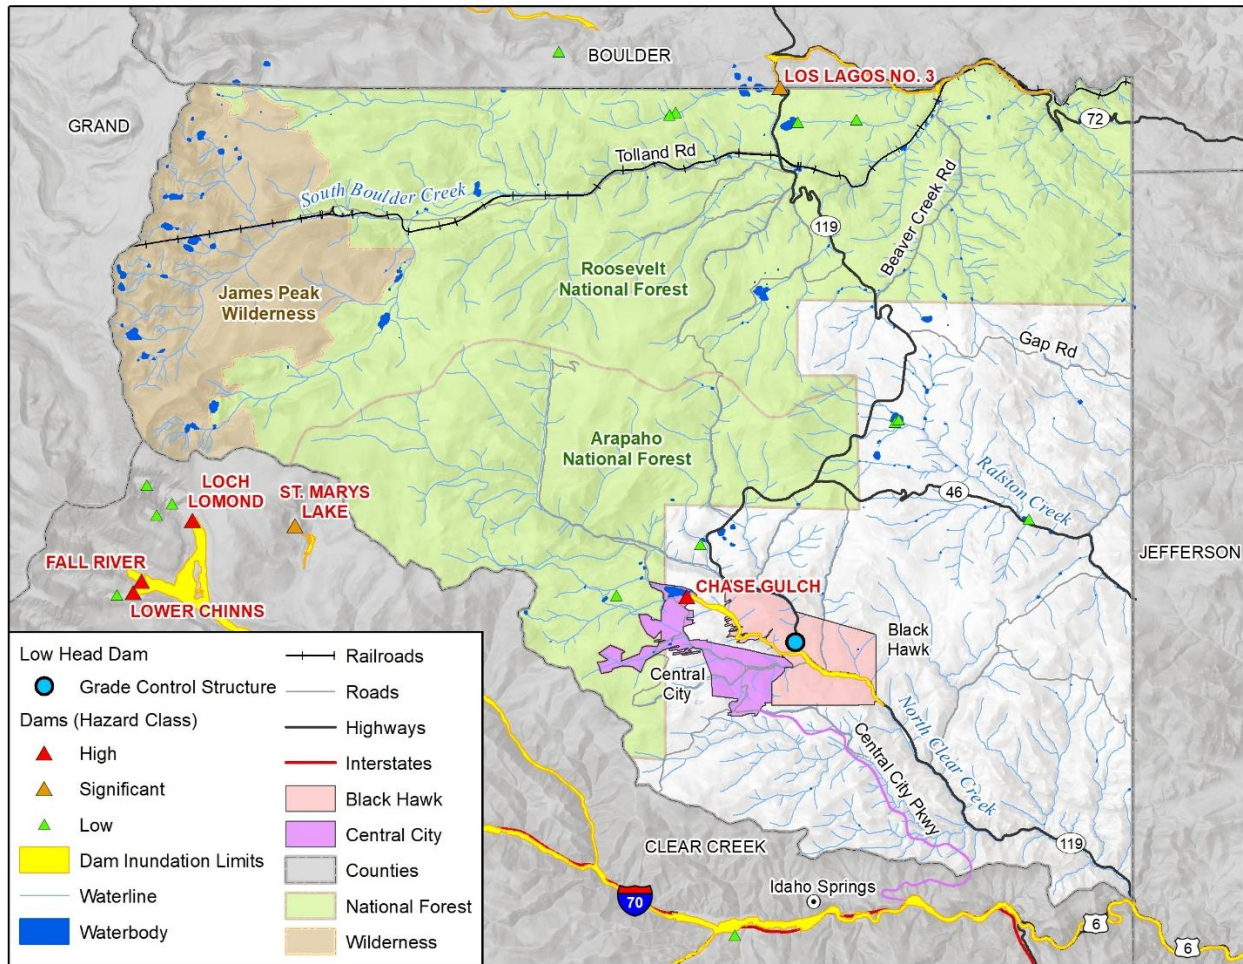 BOULDER
LOS LAGOS NO. 3
GRAND
72
Tolland Rd
South Boulder Creek
Beaver Creek Rd
119
Roosevelt
National Forest
James Peak
Wilderness
Gap Rd
Arapaho
National Forest
Ralston Creek
46
LOCH
LOMOND
ST. MARYS
LAKE
JEFFERSON
FALL RIVER
LOWER CHINNS
CHASE GULCH
Black
Hawk
Central
City
North Clear Creek
Central City Pkwy
CLEAR CREEK
119
Idaho Springs
70
6
6
Low Head Dam
Grade Control Structure
Dams (Hazard Class)
High
Significant
Low
Dam Inundation Limits
Waterline
Waterbody
Railroads
Roads
Highways
Interstates
Black Hawk
Central City
Counties
National Forest
Wilderness